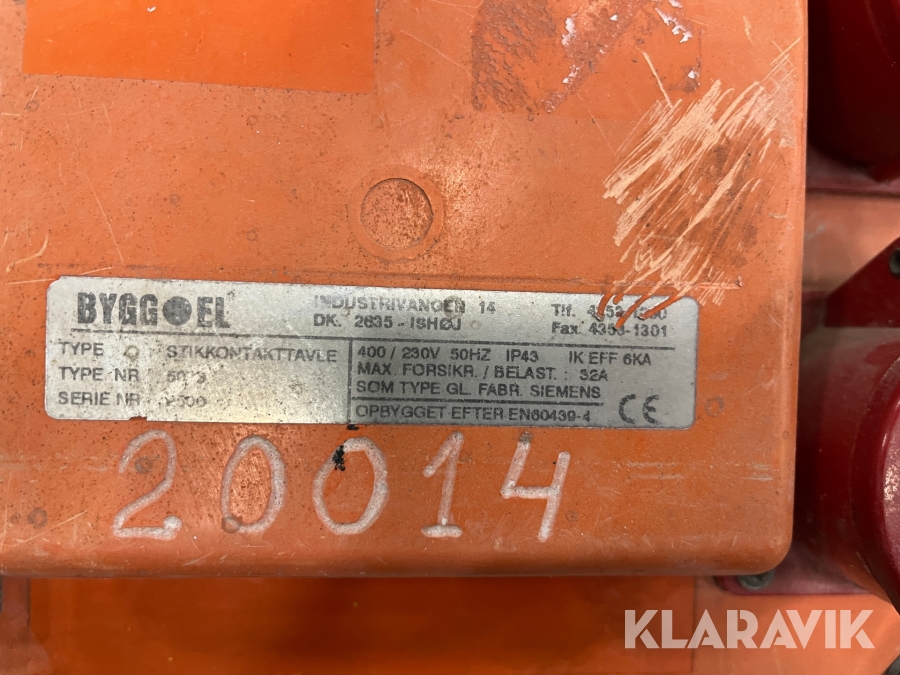 BYGG EL
INDUSTRIVANGEN 14
DK. 2635 - ISHØJ
Tlf.
Fax 4353-1301
TYPE STIKKONTAKTTAVLE
TYPE NR
SERIE NR
400 / 230V 50HZ IP43 IK EFF 6KA
MAX. FORSIKR. / BELAST. : 32A
SOM TYPE GL. FABR. SIEMENS
OPBYGGET EFTER EN60439-4
CE
20014
KLARAVIK